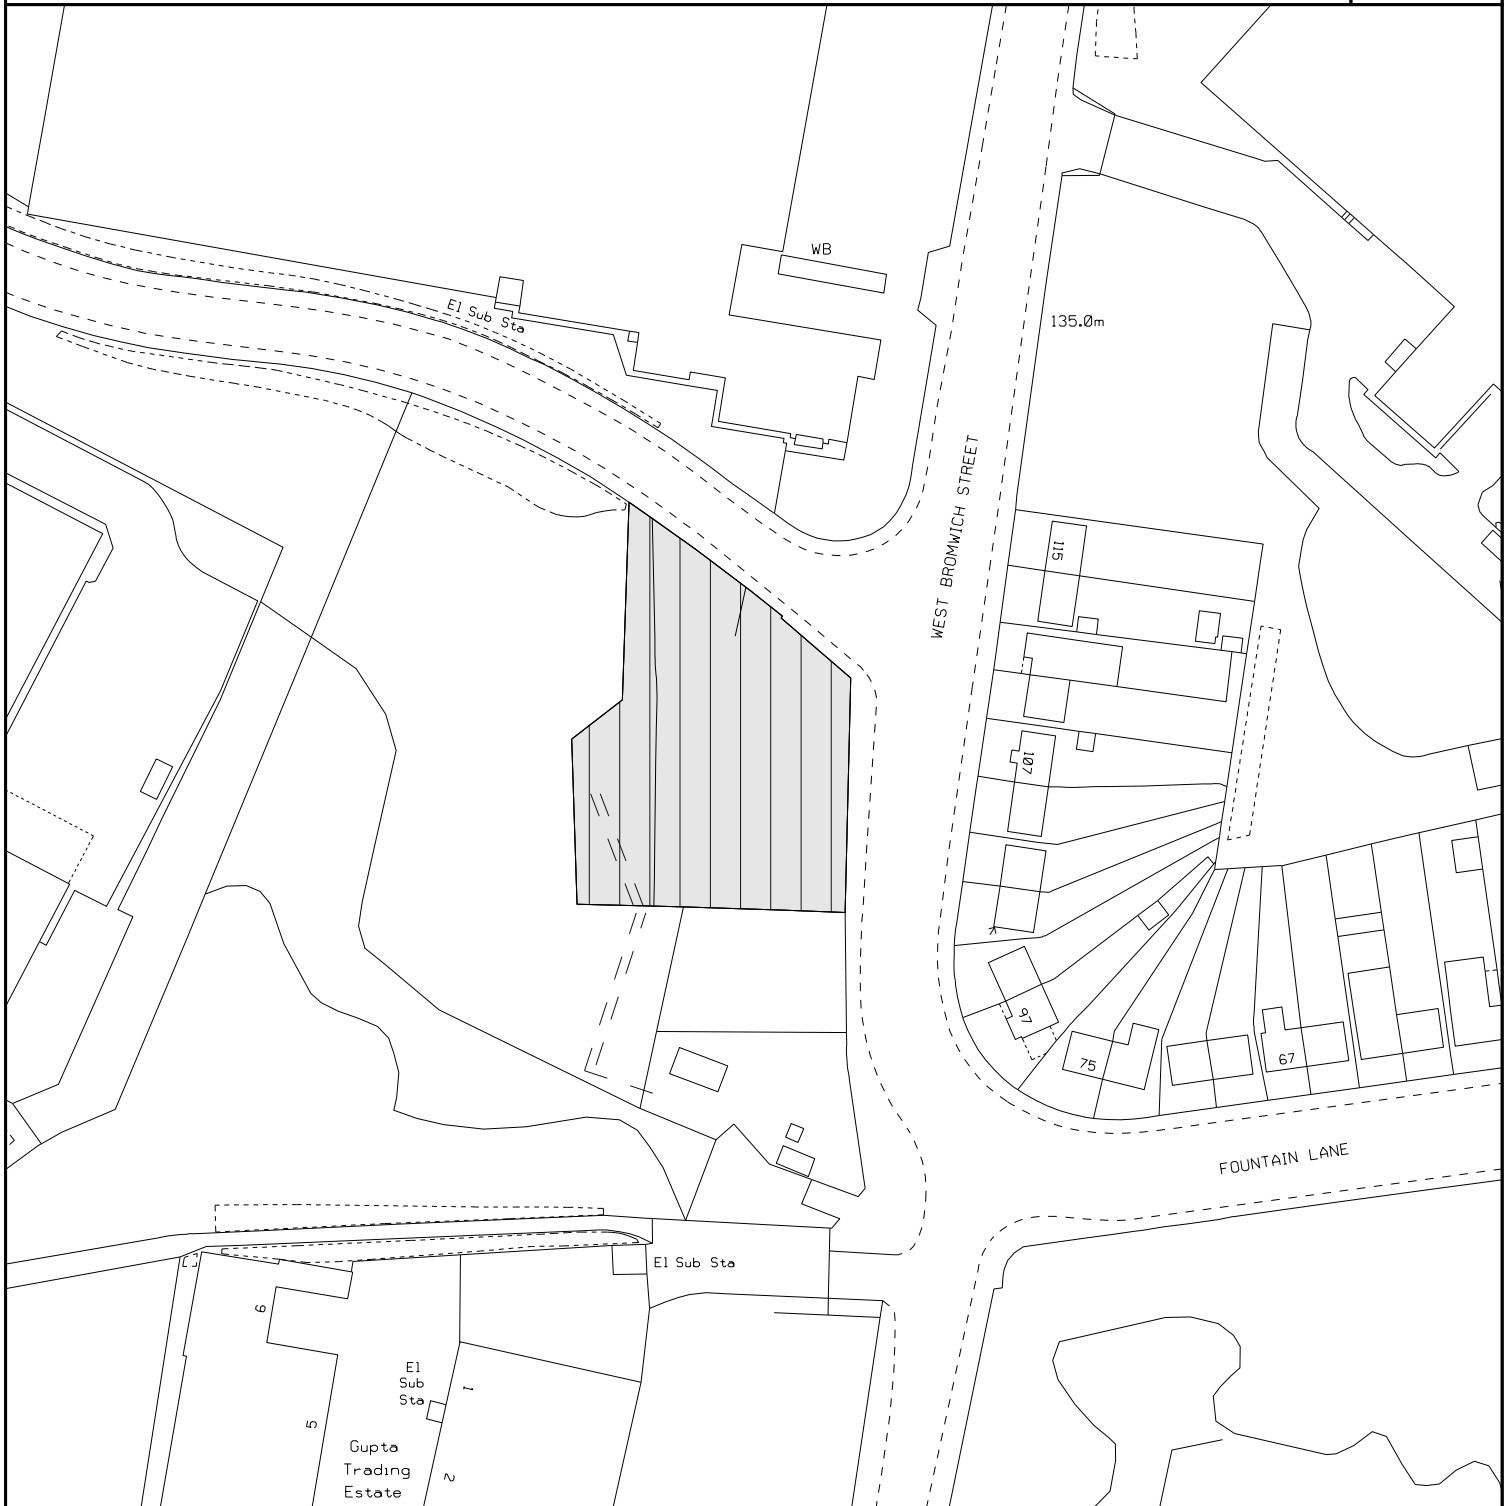 WB
El Sub Sta
135.0m
WEST BROMWICH STREET
115
107
97
75
67
FOUNTAIN LANE
El Sub Sta
6
El
Sub
Sta
1
5
Gupta
Trading
Estate
2